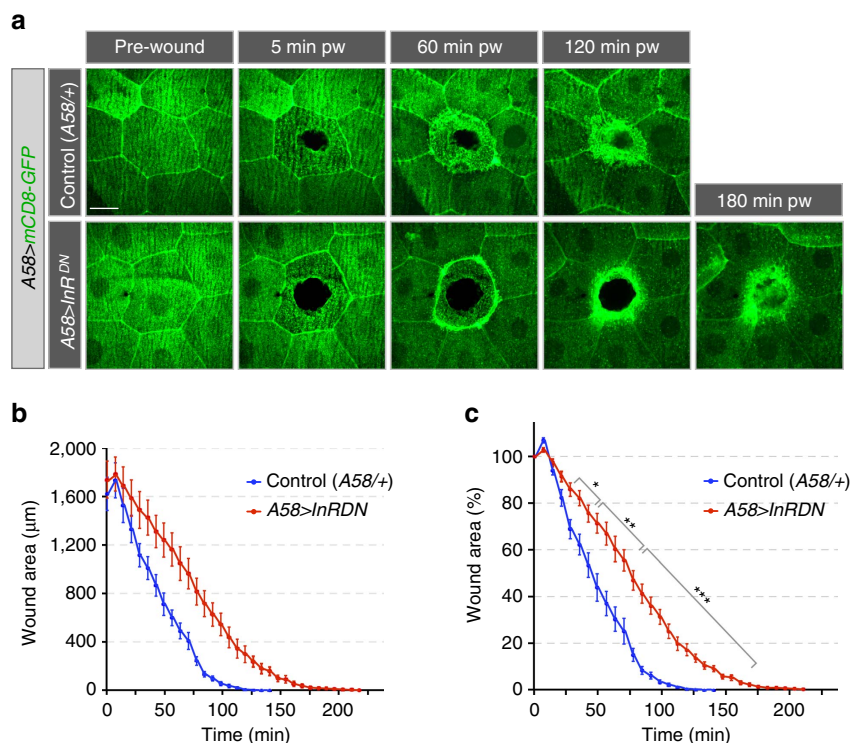 a
Pre-wound
5 min pw
60 min pw
120 min pw
A58>mCD8-GFP
Control (A58/+)
180 min pw
A58>InR^DN
b
2,000
1,600
1,200
800
400
0
Wound area (μm)
0
50
100
150
200
Time (min)
Control (A58/+)
A58>InRDN
c
100
80
60
40
20
0
Wound area (%)
0
50
100
150
200
Time (min)
Control (A58/+)
A58>InRDN
*
**
***